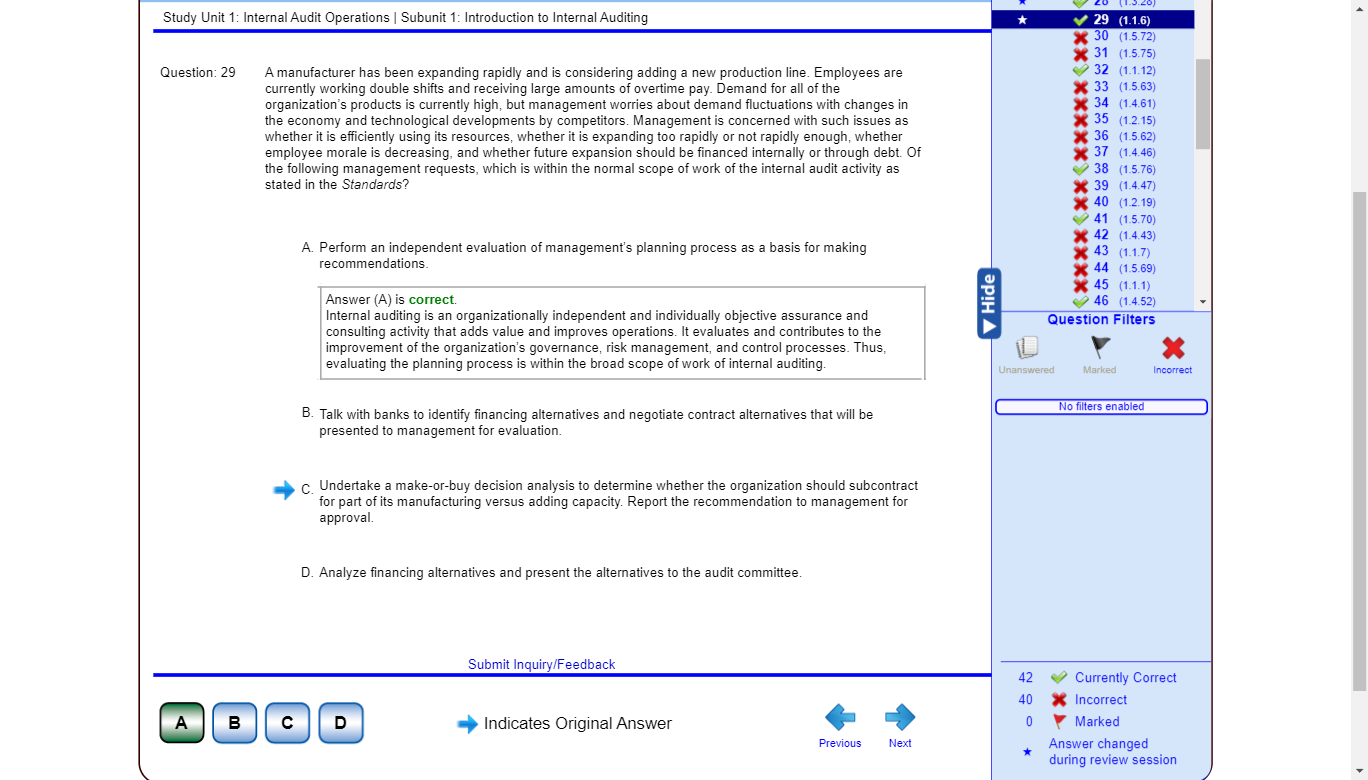 Study Unit 1: Internal Audit Operations | Subunit 1: Introduction to Internal Auditing
Question: 29
A manufacturer has been expanding rapidly and is considering adding a new production line. Employees are
currently working double shifts and receiving large amounts of overtime pay. Demand for all of the
organization's products is currently high, but management worries about demand fluctuations with changes in
the economy and technological developments by competitors. Management is concerned with such issues as
whether it is efficiently using its resources, whether it is expanding too rapidly or not rapidly enough, whether
employee morale is decreasing, and whether future expansion should be financed internally or through debt. Of
the following management requests, which is within the normal scope of work of the internal audit activity as
stated in the Standards?
A. Perform an independent evaluation of management's planning process as a basis for making
recommendations.
Answer (A) is correct.
Internal auditing is an organizationally independent and individually objective assurance and
consulting activity that adds value and improves operations. It evaluates and contributes to the
improvement of the organization's governance, risk management, and control processes. Thus,
evaluating the planning process is within the broad scope of work of internal auditing.
B. Talk with banks to identify financing alternatives and negotiate contract alternatives that will be
presented to management for evaluation.
C. Undertake a make-or-buy decision analysis to determine whether the organization should subcontract
for part of its manufacturing versus adding capacity. Report the recommendation to management for
approval.
D. Analyze financing alternatives and present the alternatives to the audit committee.
Submit Inquiry/Feedback
A B C D
Indicates Original Answer
Previous
Next
Hide
28 (1.3.28)
29 (1.1.6)
30 (1.5.72)
31 (1.5.75)
32 (1.1.12)
33 (1.5.63)
34 (1.4.61)
35 (1.2.15)
36 (1.5.62)
37 (1.4.46)
38 (1.5.76)
39 (1.4.47)
40 (1.2.19)
41 (1.5.70)
42 (1.4.43)
43 (1.1.7)
44 (1.5.69)
45 (1.1.1)
46 (1.4.52)
Question Filters
Unanswered Marked Incorrect
No filters enabled
42 Currently Correct
40 Incorrect
0 Marked
Answer changed
during review session